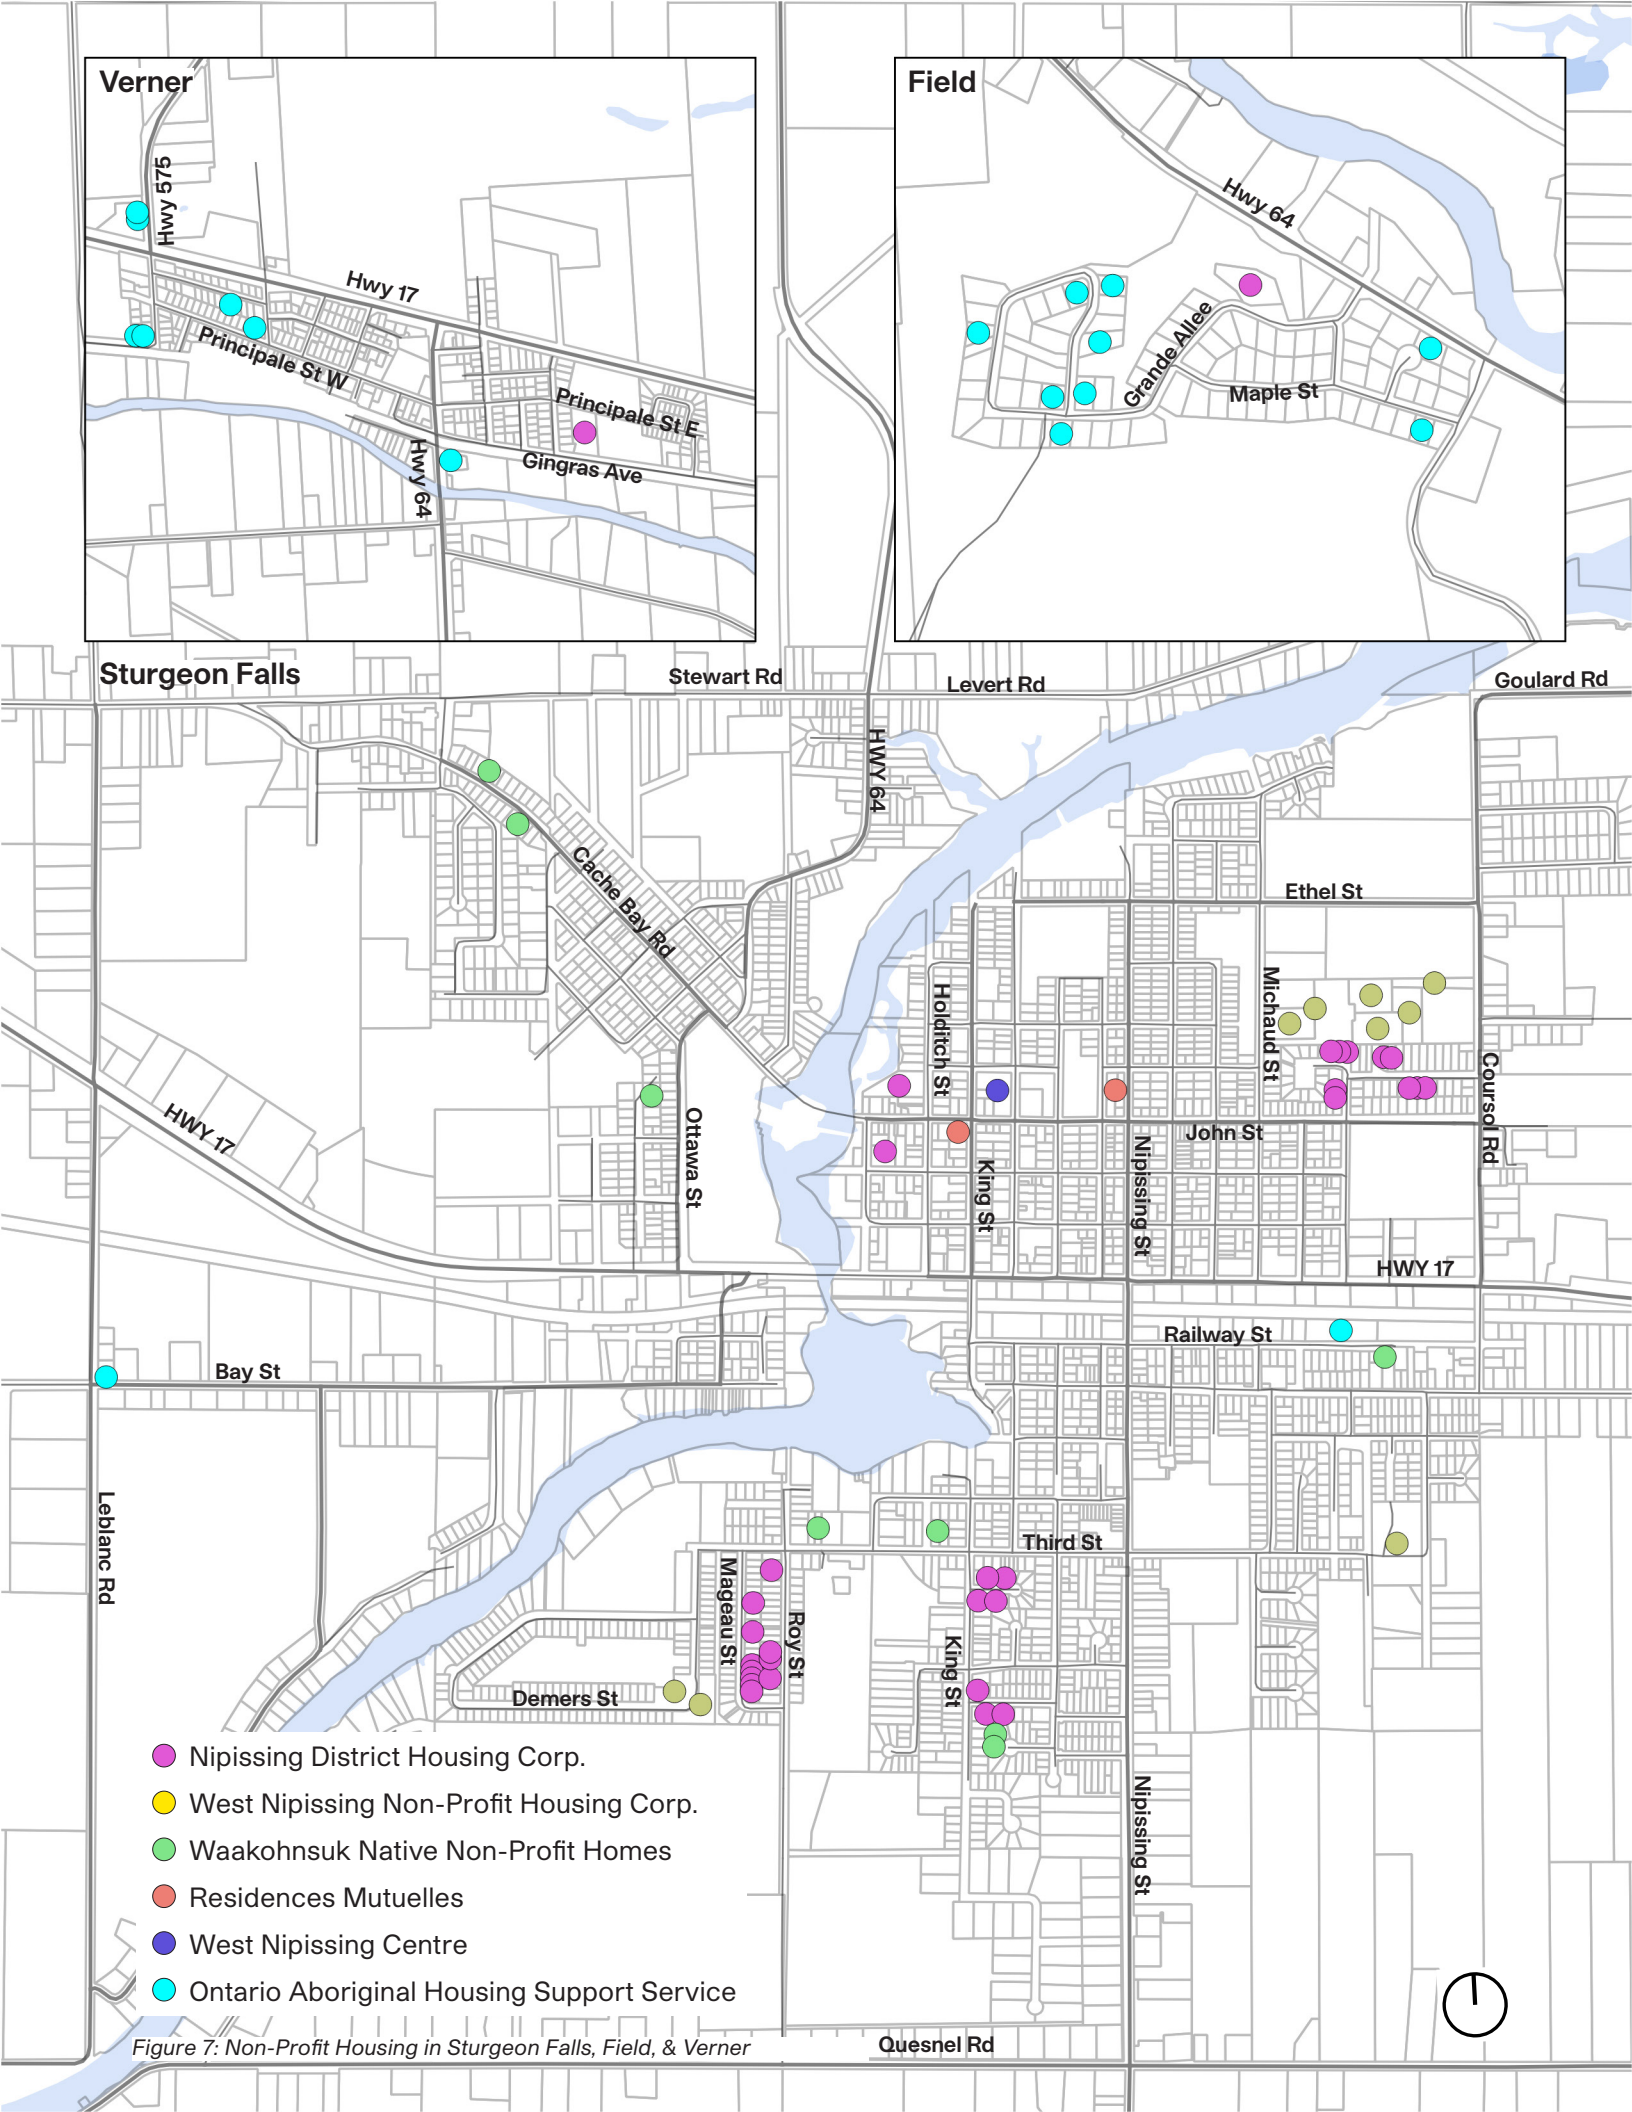 Verner
Hwy 575
Hwy 17
Principale St W
Principale St E
Gingras Ave
Hwy 64
Field
Hwy 64
Grande Allee
Maple St
Sturgeon Falls
Stewart Rd
Levert Rd
Goulard Rd
HWY 64
Cache Bay Rd
Ethel St
Holditch St
Michaud St
Coursol Rd
HWY 17
Ottawa St
John St
King St
Nipissing St
HWY 17
Railway St
Bay St
Leblanc Rd
Third St
Mageau St
Roy St
King St
Demers St
Nipissing St
Nipissing District Housing Corp.
West Nipissing Non-Profit Housing Corp.
Waakohnsuk Native Non-Profit Homes
Residences Mutuelles
West Nipissing Centre
Ontario Aboriginal Housing Support Service
Figure 7: Non-Profit Housing in Sturgeon Falls, Field, & Verner
Quesnel Rd